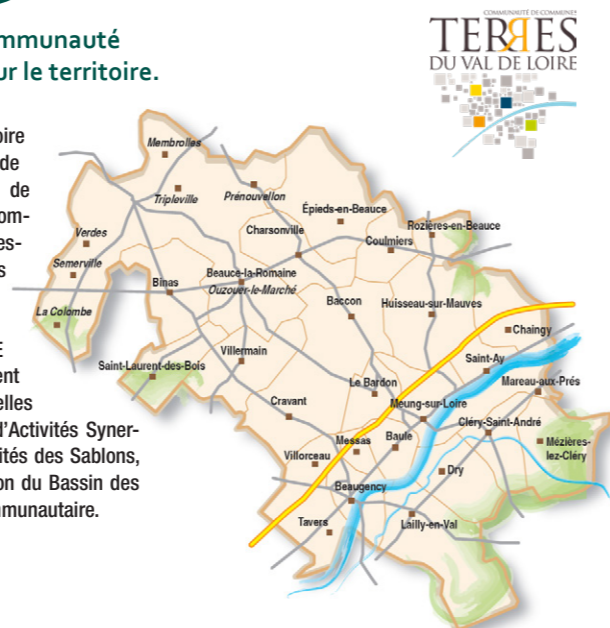 COMMUNAUTÉ DE COMMUNES
TERRES
DU VAL DE LOIRE
mmunauté
ur le territoire.
oire
de
de
om-
es-
s
E
ent
elles
d'Activités Syner-
ités des Sablons,
on du Bassin des
mmunautaire.
Membrolles
Tripleville
Prénouvellon
Épieds-en-Beauce
Rozières-en-Beauce
Charsonville
Coulmiers
Verdes
Semerville
Binas
Beauce-la-Romaine
Ouzouer-le-Marché
Baccon
Huisseau-sur-Mauves
La Colombe
Chaingy
Saint-Laurent-des-Bois
Villermain
Saint-Ay
Le Bardon
Mareau-aux-Prés
Cravant
Meung-sur-Loire
Cléry-Saint-André
Messas
Baule
Mézières-
lez-Cléry
Villorceau
Dry
Beaugency
Tavers
Lailly-en-Val